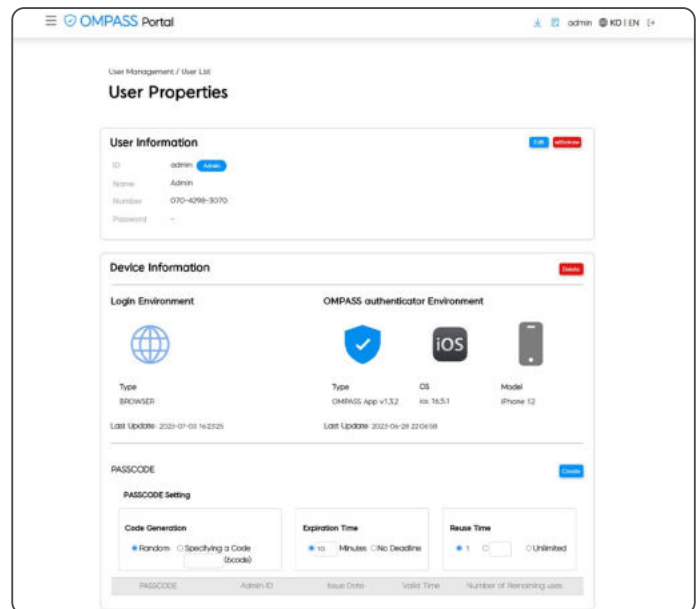 OMPASS Portal
admin KO | EN
User Management / User List
User Properties
User Information
Edit withdraw
ID admin Admin
Name Admin
Number 070-4298-3070
Password -
Device Information
Delete
Login Environment
OMPASS authenticator Environment
iOS
Type
BROWSER
Type OS Model
OMPASS App v1.3.2 ios 16.5.1 iPhone 12
Last Update: 2023-07-03 16:23:25
Last Update: 2023-06-28 22:06:58
PASSCODE
Create
PASSCODE Setting
Code Generation
Expiration Time
Reuse Time
Random Specifying a Code
(6code)
10 Minutes No Deadline
1 Unlimited
PASSCODE Admin ID Issue Date Valid Time Number of Remaining uses